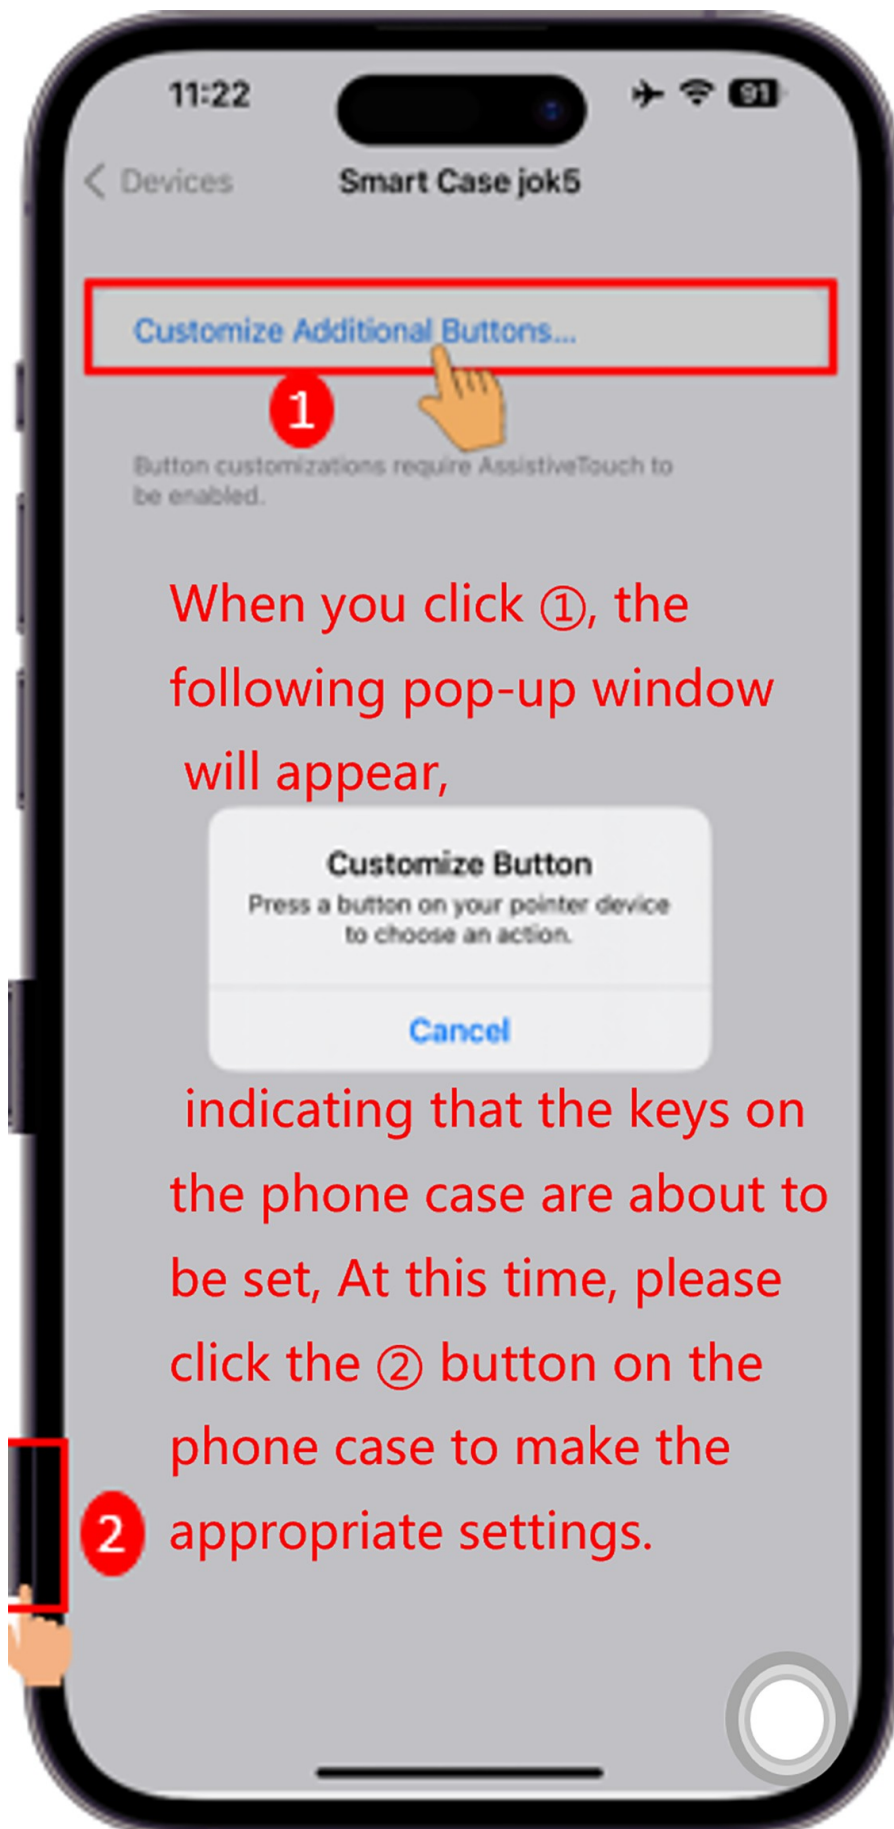 11:22
91
Devices
Smart Case jok5
Customize Additional Buttons...
1
Button customizations require AssistiveTouch to
be enabled.
When you click ①, the
following pop-up window
will appear,
Customize Button
Press a button on your pointer device
to choose an action.
Cancel
indicating that the keys on
the phone case are about to
be set, At this time, please
click the ② button on the
phone case to make the
2
appropriate settings.